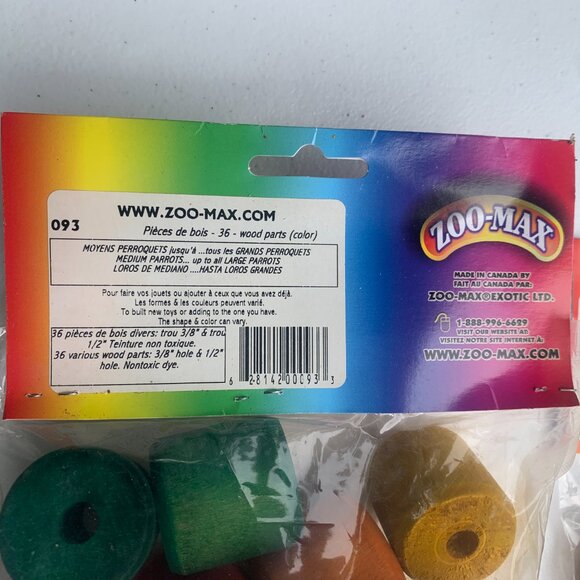 093
WWW.ZOO-MAX.COM
Pièces de bois - 36 - wood parts (color)
MOYENS PERROQUETS jusqu'à ...tous les GRANDS PERROQUETS
MEDIUM PARROTS... up to all LARGE PARROTS
LOROS DE MEDIANO ....HASTA LOROS GRANDES
Pour faire vos jouets ou ajouter à ceux que vous avez déjà.
Les formes & les couleurs peuvent varié.
To built new toys or adding to the one you have.
The shape & color can vary.
36 pièces de bois divers: trou 3/8" & trou
1/2" Teinture non toxique.
36 various wood parts: 3/8" hole & 1/2"
hole. Nontoxic dye.
6 28142 00093 3
ZOO-MAX
MADE IN CANADA BY
FAIT AU CANADA PAR:
ZOO-MAX®EXOTIC LTD.
1-888-996-6629
VISIT OUR WEBSITE AT:
VISITEZ NOTRE SITE INTERNET À:
WWW.ZOO-MAX.COM